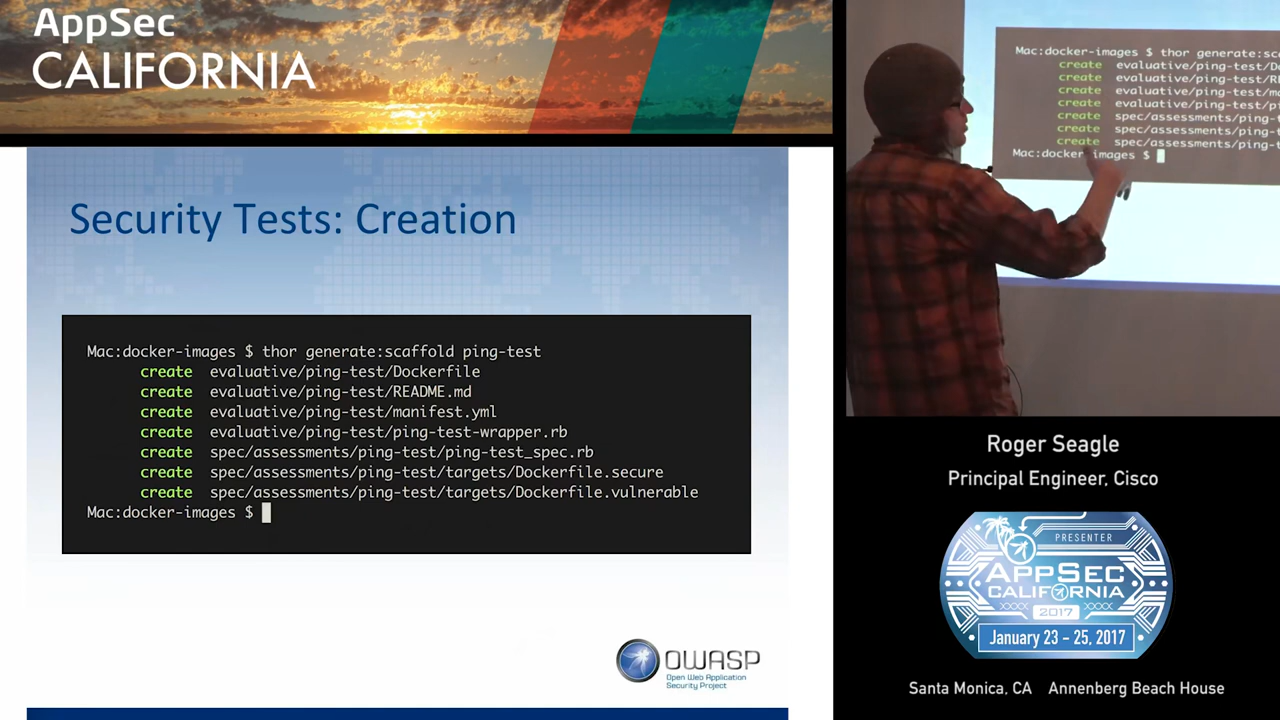 AppSec
CALIFORNIA
Security Tests: Creation
Mac:docker-images $ thor generate:scaffold ping-test
create evaluative/ping-test/Dockerfile
create evaluative/ping-test/README.md
create evaluative/ping-test/manifest.yml
create evaluative/ping-test/ping-test-wrapper.rb
create spec/assessments/ping-test/ping-test_spec.rb
create spec/assessments/ping-test/targets/Dockerfile.secure
create spec/assessments/ping-test/targets/Dockerfile.vulnerable
Mac:docker-images $
OWASP
Open Web Application
Security Project
Mac:docker-images $ thor generate:sca
create evaluative/ping-test/Do
create evaluative/ping-test/RE
create evaluative/ping-test/ma
create evaluative/ping-test/p
create spec/assessments/ping-t
create spec/assessments/ping-t
create spec/assessments/ping-t
Mac:docker-images $
Roger Seagle
Principal Engineer, Cisco
PRESENTER
APPSEC
CALIFORNIA
2017
January 23 - 25, 2017
Santa Monica, CA Annenberg Beach House